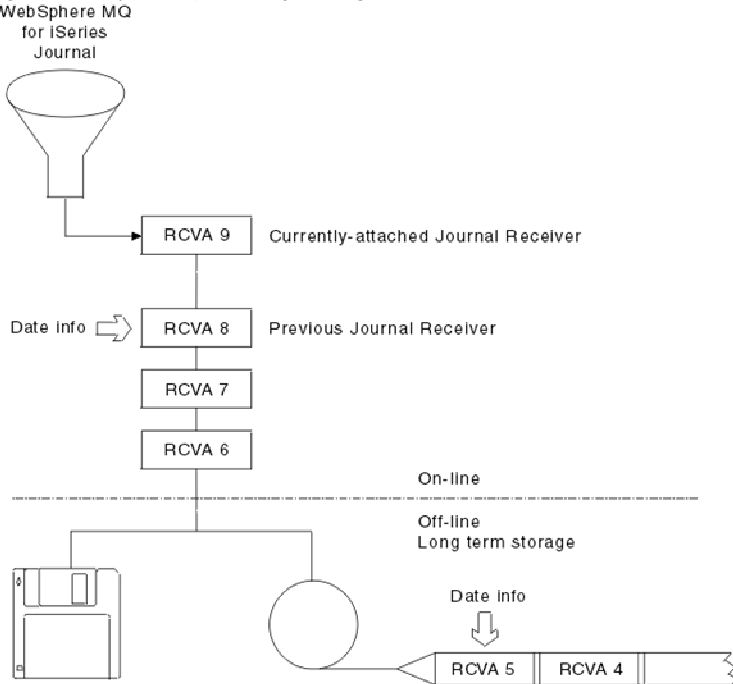 WebSphere MQ
for iSeries
Journal
RCVA 9
Currently-attached Journal Receiver
Date info
RCVA 8
Previous Journal Receiver
RCVA 7
RCVA 6
On-line
Off-line
Long term storage
Date info
RCVA 5
RCVA 4